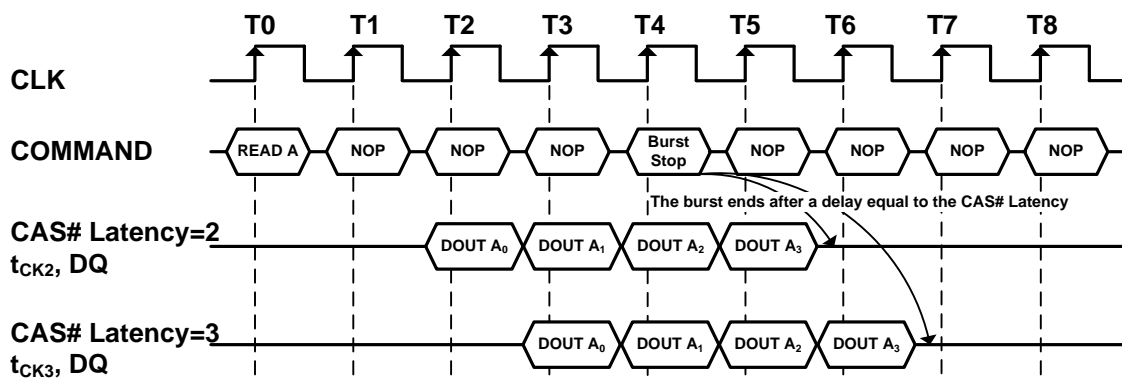 T0 T1 T2 T3 T4 T5 T6 T7 T8
CLK
COMMAND READ A NOP NOP NOP Burst Stop NOP NOP NOP NOP
The burst ends after a delay equal to the CAS# Latency
CAS# Latency=2
tCK2, DQ
DOUT A0 DOUT A1 DOUT A2 DOUT A3
CAS# Latency=3
tCK3, DQ
DOUT A0 DOUT A1 DOUT A2 DOUT A3